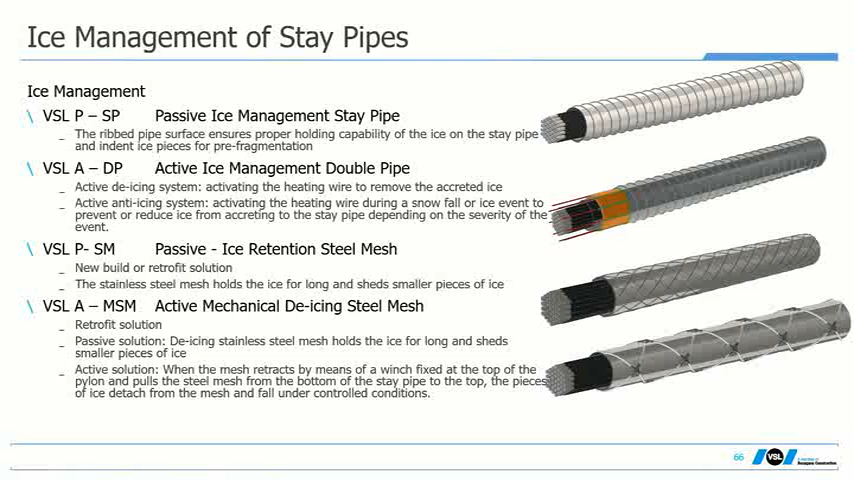 Ice Management of Stay Pipes
Ice Management
\ VSL P – SP Passive Ice Management Stay Pipe
_ The ribbed pipe surface ensures proper holding capability of the ice on the stay pipe
and indent ice pieces for pre-fragmentation
\ VSL A – DP Active Ice Management Double Pipe
_ Active de-icing system: activating the heating wire to remove the accreted ice
_ Active anti-icing system: activating the heating wire during a snow fall or ice event to
prevent or reduce ice from accreting to the stay pipe depending on the severity of the
event.
\ VSL P- SM Passive - Ice Retention Steel Mesh
_ New build or retrofit solution
_ The stainless steel mesh holds the ice for long and sheds smaller pieces of ice
\ VSL A – MSM Active Mechanical De-icing Steel Mesh
_ Retrofit solution
_ Passive solution: De-icing stainless steel mesh holds the ice for long and sheds
smaller pieces of ice
_ Active solution: When the mesh retracts by means of a winch fixed at the top of the
pylon and pulls the steel mesh from the bottom of the stay pipe to the top, the pieces
of ice detach from the mesh and fall under controlled conditions.
66
VSL
Bouygues Construction